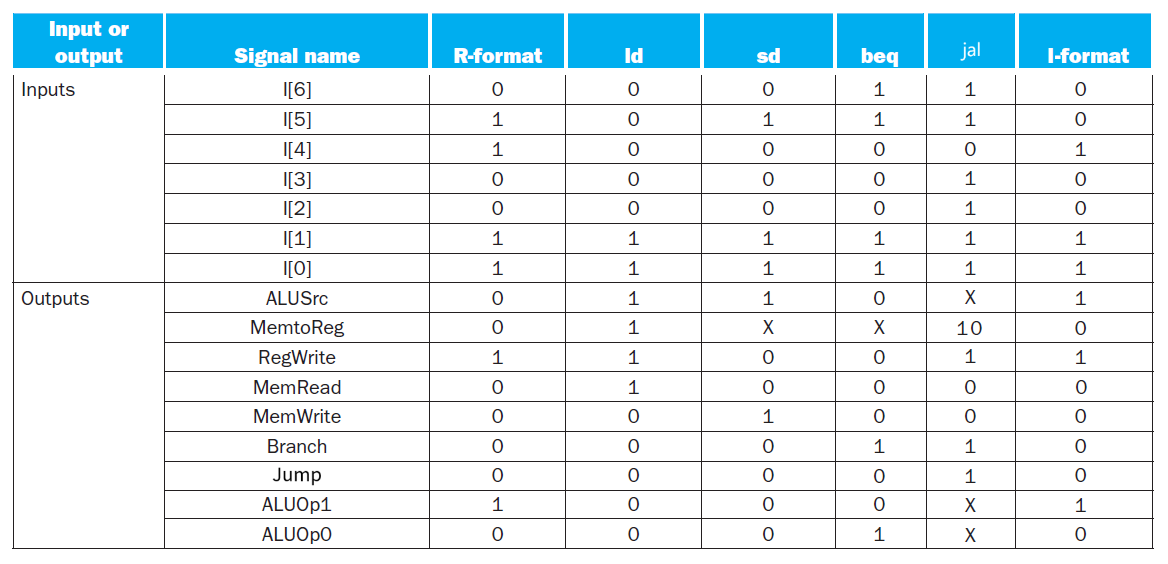 Input or output Signal name R-format ld sd beq jal I-format
Inputs I[6] 0 0 0 1 1 0
I[5] 1 0 1 1 1 0
I[4] 1 0 0 0 0 1
I[3] 0 0 0 0 1 0
I[2] 0 0 0 0 1 0
I[1] 1 1 1 1 1 1
I[0] 1 1 1 1 1 1
Outputs ALUSrc 0 1 1 0 X 1
MemtoReg 0 1 X X 10 0
RegWrite 1 1 0 0 1 1
MemRead 0 1 0 0 0 0
MemWrite 0 0 1 0 0 0
Branch 0 0 0 1 1 0
Jump 0 0 0 0 1 0
ALUOp1 1 0 0 0 X 1
ALUOp0 0 0 0 1 X 0